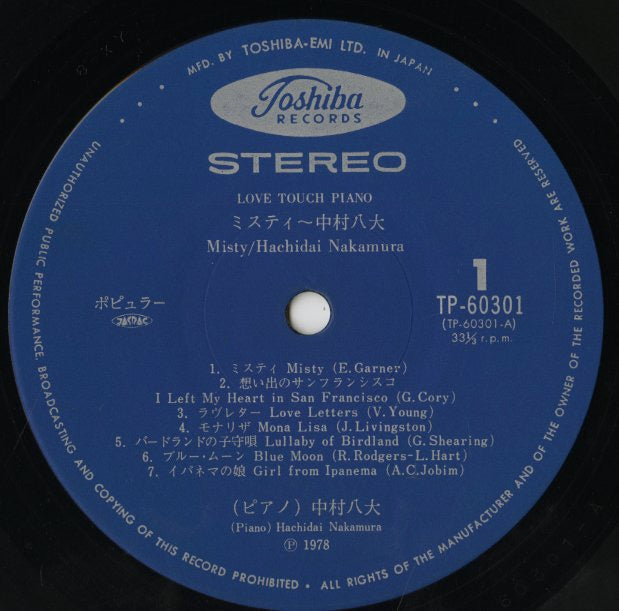 MFD. BY TOSHIBA-EMI LTD. IN JAPAN
Toshiba
RECORDS
STEREO
LOVE TOUCH PIANO
ミスティ〜中村八大
Misty/Hachidai Nakamura
1
ポピュラー
TP-60301
JASRAC
(TP-60301-A)
33⅓ r.p.m.
1. ミスティ Misty (E.Garner)
2. 想い出のサンフランシスコ
I Left My Heart in San Francisco (G.Cory)
3. ラヴレター Love Letters (V.Young)
4. モナリザ Mona Lisa (J.Livingston)
5. バードランドの子守唄 Lullaby of Birdland (G.Shearing)
6. ブルー・ムーン Blue Moon (R.Rodgers-L.Hart)
7. イパネマの娘 Girl from Ipanema (A.C.Jobim)
(ピアノ) 中村八大
(Piano) Hachidai Nakamura
Ⓟ 1978
UNAUTHORIZED PUBLIC PERFORMANCE, BROADCASTING AND COPYING OF THIS RECORD PROHIBITED • ALL RIGHTS OF THE MANUFACTURER AND OF THE OWNER OF THE RECORDED WORK ARE RESERVED